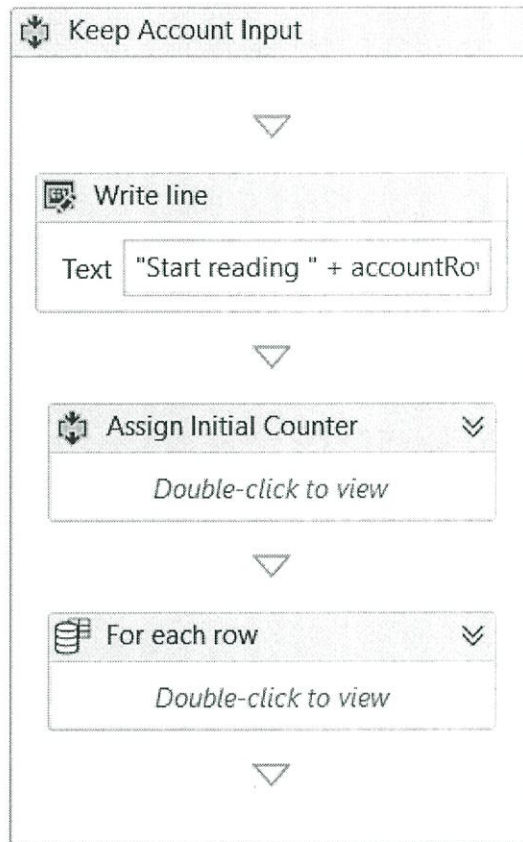 Keep Account Input
Write line
Text "Start reading " + accountRo
Assign Initial Counter
Double-click to view
For each row
Double-click to view